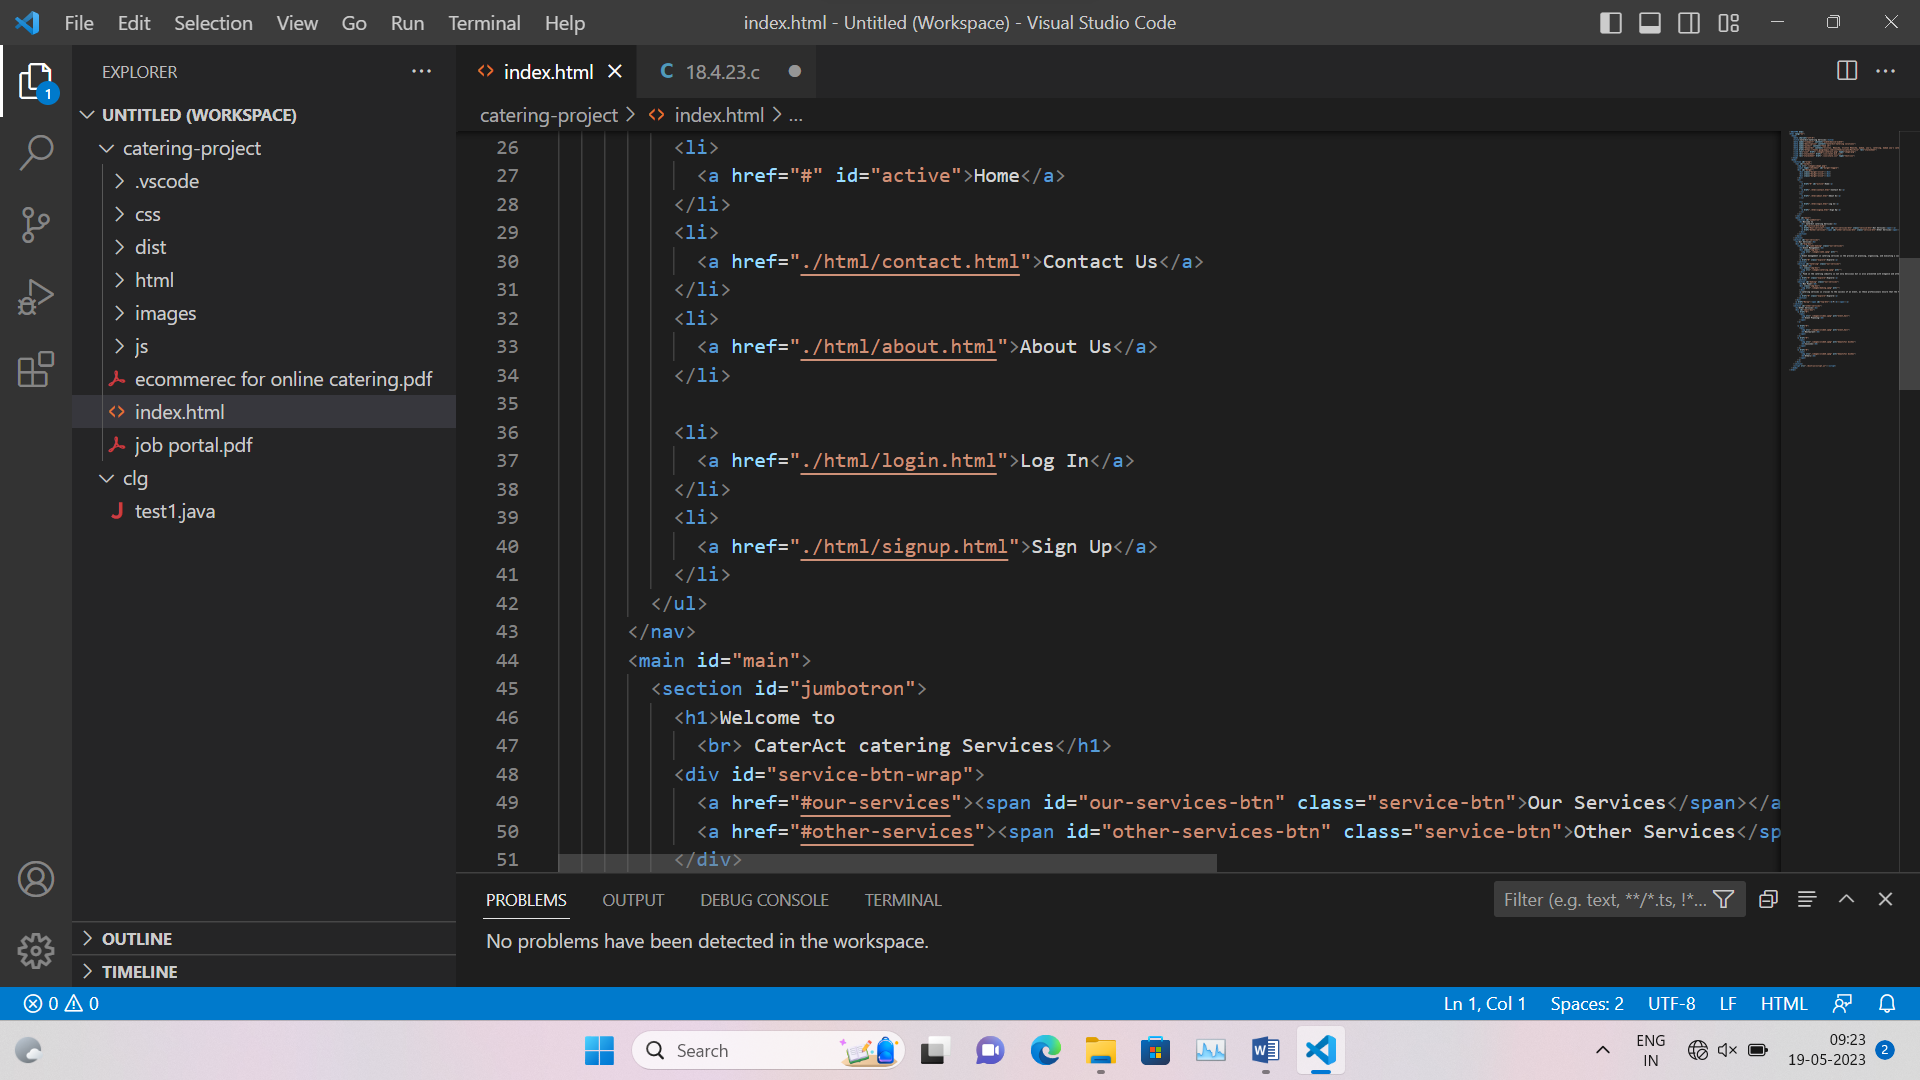 File Edit Selection View Go Run Terminal Help
index.html - Untitled (Workspace) - Visual Studio Code
1
EXPLORER
UNTITLED (WORKSPACE)
catering-project
.vscode
css
dist
html
images
js
ecommerec for online catering.pdf
index.html
job portal.pdf
clg
J test1.java
OUTLINE
TIMELINE
index.html
C 18.4.23.c
catering-project > index.html > ...
26 <li>
27 <a href="#" id="active">Home</a>
28 </li>
29 <li>
30 <a href="./html/contact.html">Contact Us</a>
31 </li>
32 <li>
33 <a href="./html/about.html">About Us</a>
34 </li>
35
36 <li>
37 <a href="./html/login.html">Log In</a>
38 </li>
39 <li>
40 <a href="./html/signup.html">Sign Up</a>
41 </li>
42 </ul>
43 </nav>
44 <main id="main">
45 <section id="jumbotron">
46 <h1>Welcome to
47 <br> CaterAct catering Services</h1>
48 <div id="service-btn-wrap">
49 <a href="#our-services"><span id="our-services-btn" class="service-btn">Our Services</span></a
50 <a href="#other-services"><span id="other-services-btn" class="service-btn">Other Services</sp
51 </div>
PROBLEMS OUTPUT DEBUG CONSOLE TERMINAL
Filter (e.g. text, **/*.ts, !*...
No problems have been detected in the workspace.
0 0
Ln 1, Col 1 Spaces: 2 UTF-8 LF HTML
Search
ENG
IN
09:23
19-05-2023
2